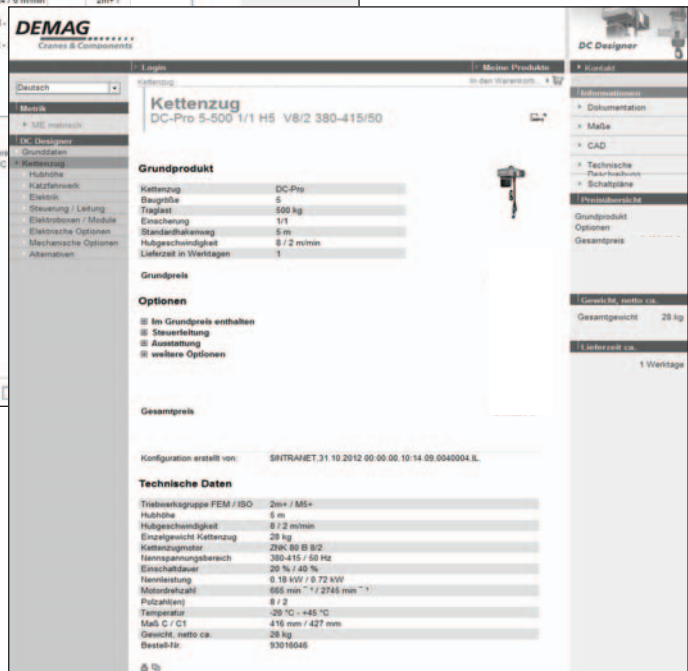 DEMAG
Cranes & Components
DC Designer
Login
Meine Produkte
Kontakt
Deutsch
Kettenzug
In den Warenkorb...
Metrik
ME metrisch
DC Designer
Grunddaten
Kettenzug
Hubhöhe
Katzfahrwerk
Elektrik
Steuerung / Leitung
Elektroboxen / Module
Elektrische Optionen
Mechanische Optionen
Alternativen
Kettenzug
DC-Pro 5-500 1/1 H5 V8/2 380-415/50
Grundprodukt
Kettenzug DC-Pro
Baugröße 5
Traglast 500 kg
Einscherung 1/1
Standardhakenweg 5 m
Hubgeschwindigkeit 8 / 2 m/min
Lieferzeit in Werktagen 1
Grundpreis
Optionen
Im Grundpreis enthalten
Steuerleitung
Ausstattung
weitere Optionen
Gesamtpreis
Konfiguration erstellt von: SINTRANET,31.10.2012 00:00:00,10:14:09,0040004,IL,
Technische Daten
Triebwerksgruppe FEM / ISO 2m+ / M5+
Hubhöhe 5 m
Hubgeschwindigkeit 8 / 2 m/min
Einzelgewicht Kettenzug 28 kg
Kettenzugmotor ZNK 80 B 8/2
Nennspannungsbereich 380-415 / 50 Hz
Einschaltdauer 20 % / 40 %
Nennleistung 0.18 kW / 0.72 kW
Motordrehzahl 665 min ⁻¹ / 2745 min ⁻¹
Polzahl(en) 8 / 2
Temperatur -20 °C - +45 °C
Maß C / C1 416 mm / 427 mm
Gewicht, netto ca. 28 kg
Bestell-Nr. 93016046
Informationen
Dokumentation
Maße
CAD
Technische
Schaltpläne
Preisübersicht
Grundprodukt
Optionen
Gesamtpreis
Gewicht, netto ca.
Gesamtgewicht 28 kg
Lieferzeit ca.
1 Werktage